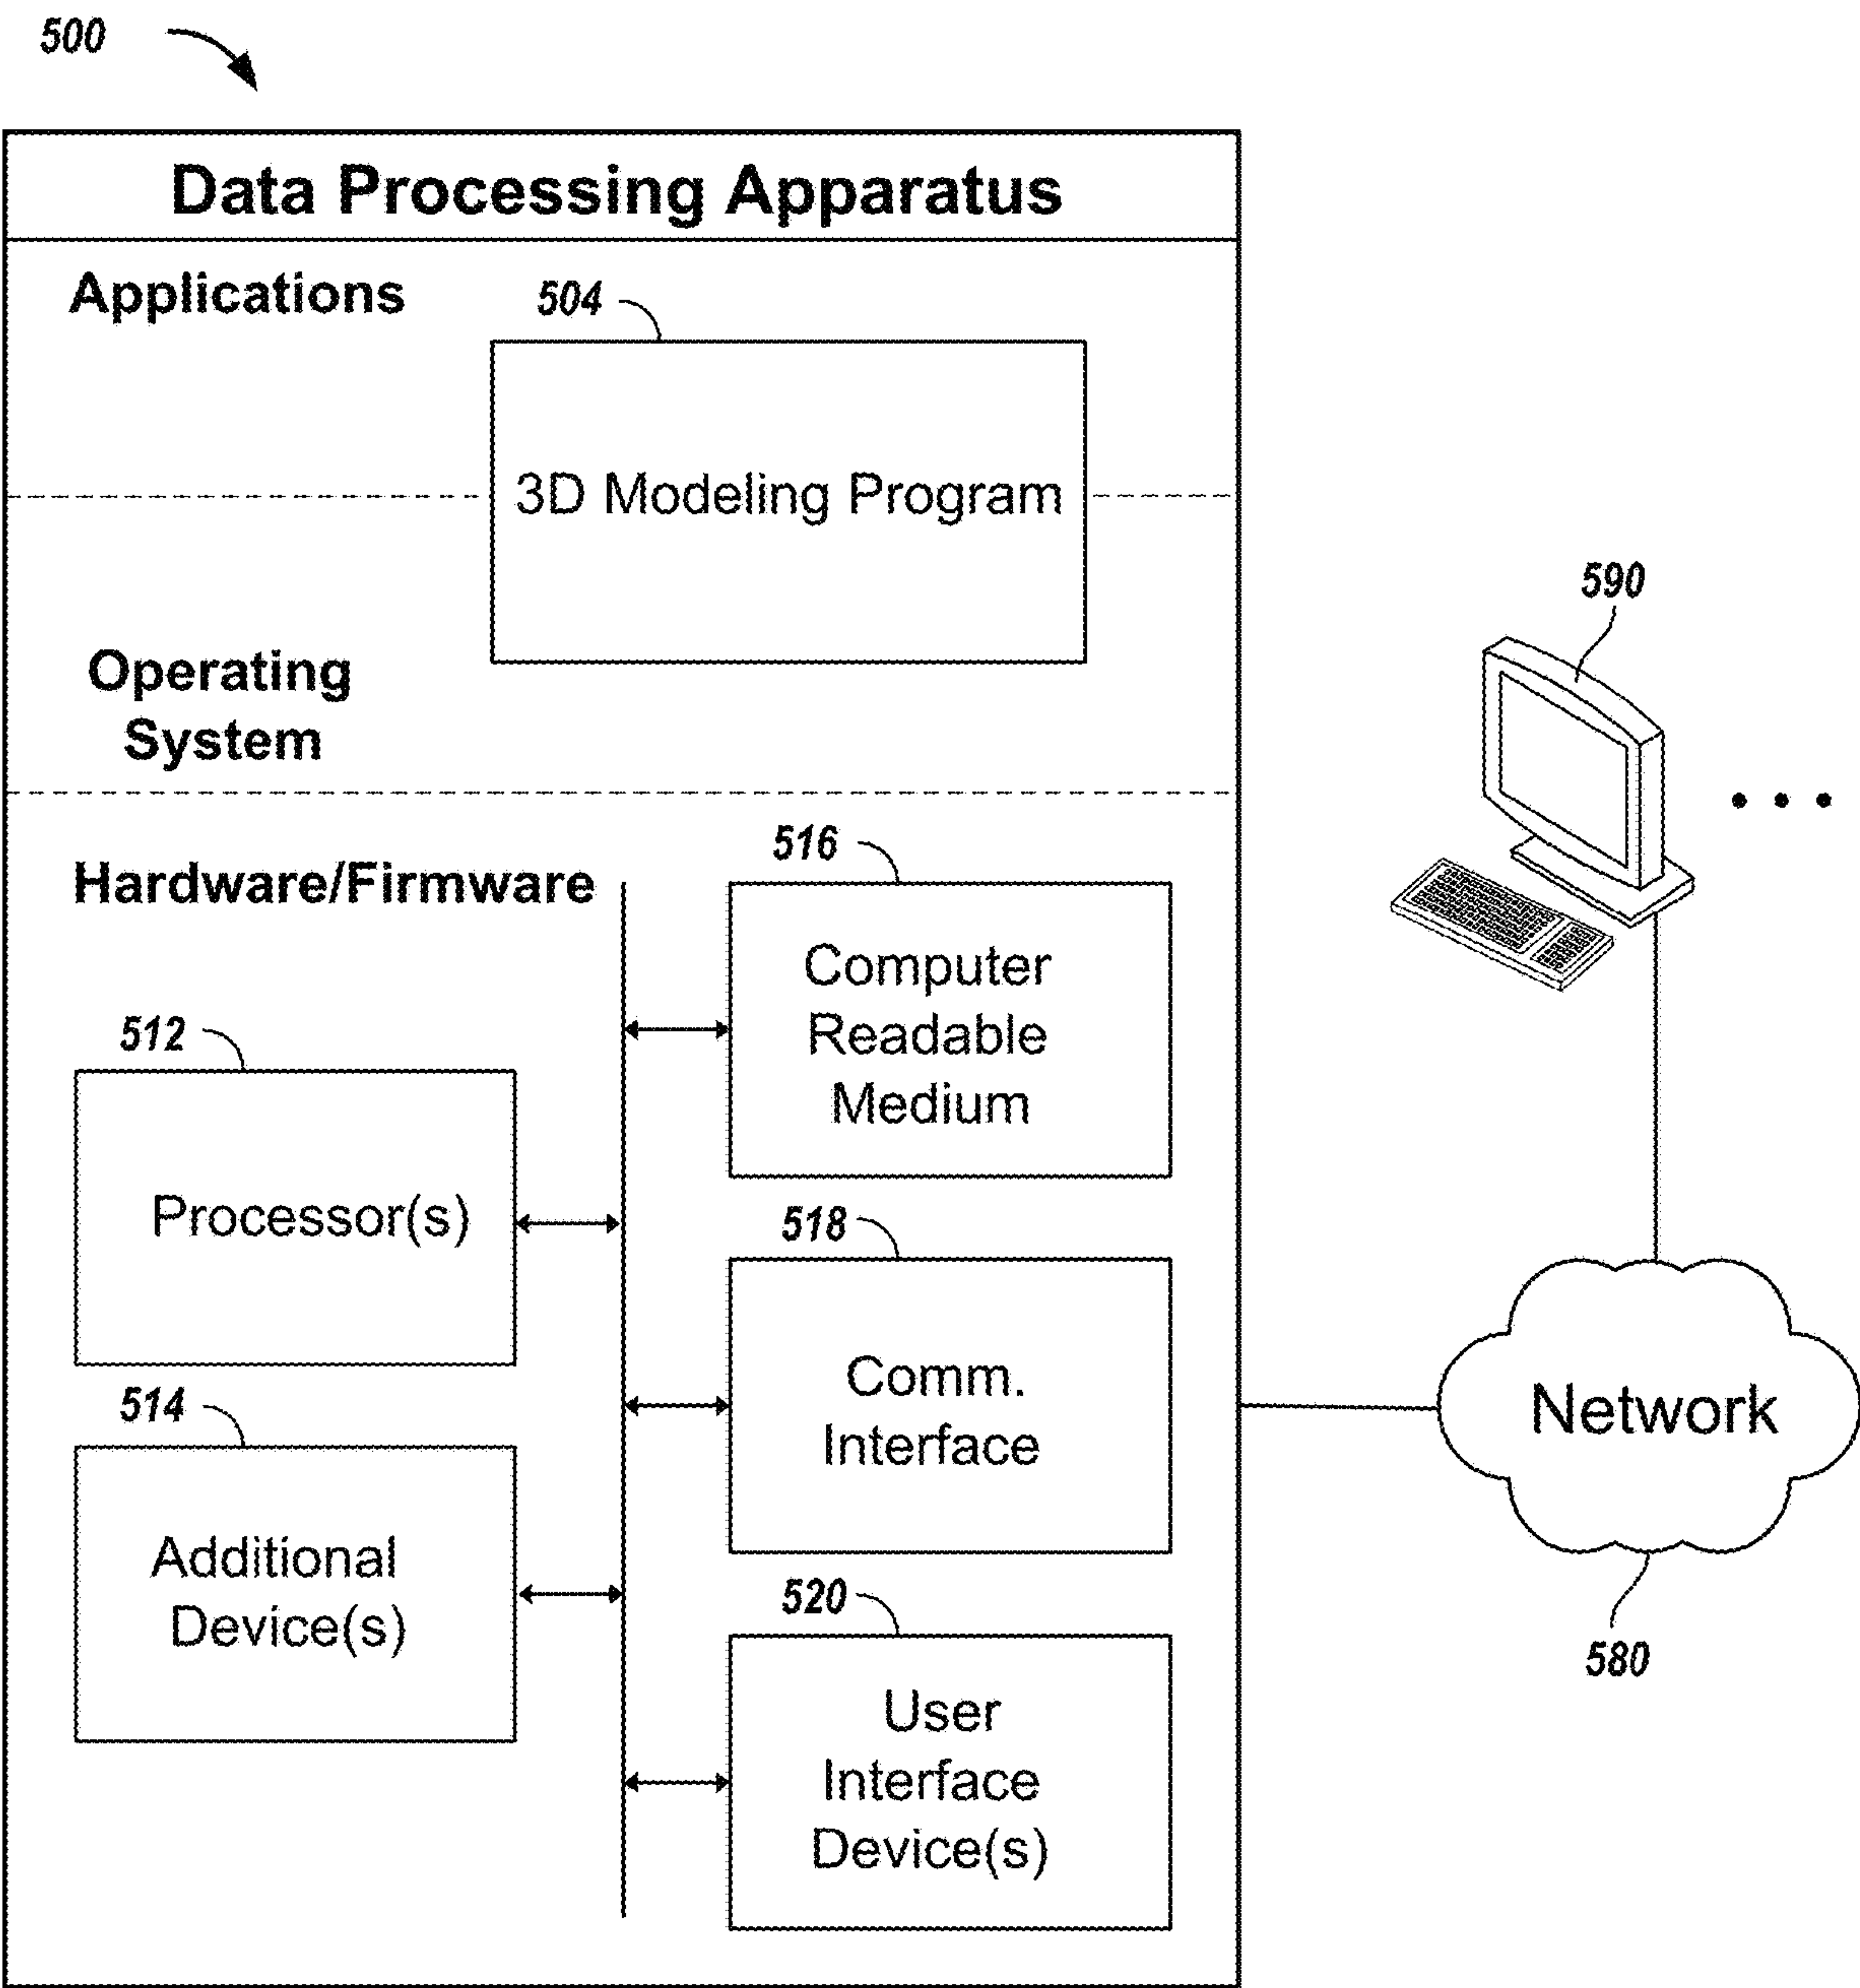 500
Data Processing Apparatus
Applications
504
3D Modeling Program
Operating
System
590
Hardware/Firmware
516
Computer
Readable
Medium
512
Processor(s)
518
Comm.
Interface
514
Additional
Device(s)
520
User
Interface
Device(s)
Network
580